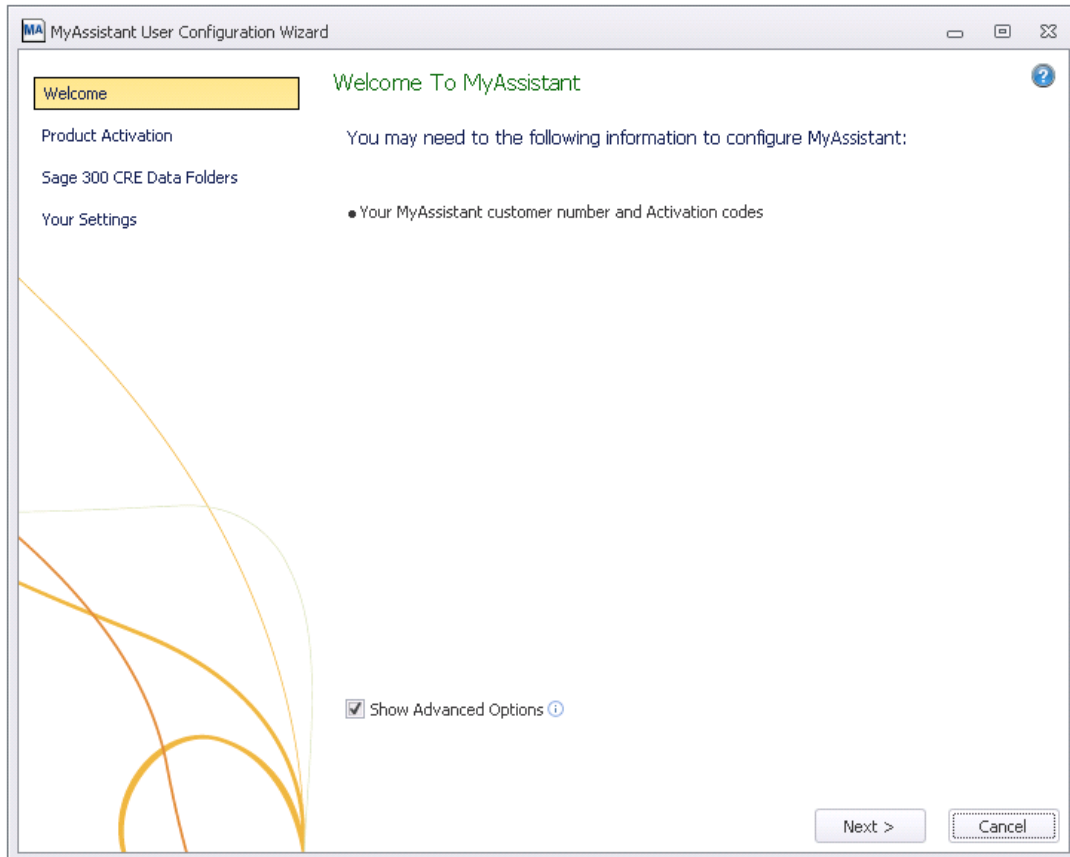 MA MyAssistant User Configuration Wizard
Welcome
Product Activation
Sage 300 CRE Data Folders
Your Settings
Welcome To MyAssistant
?
You may need to the following information to configure MyAssistant:
• Your MyAssistant customer number and Activation codes
Show Advanced Options i
Next >
Cancel